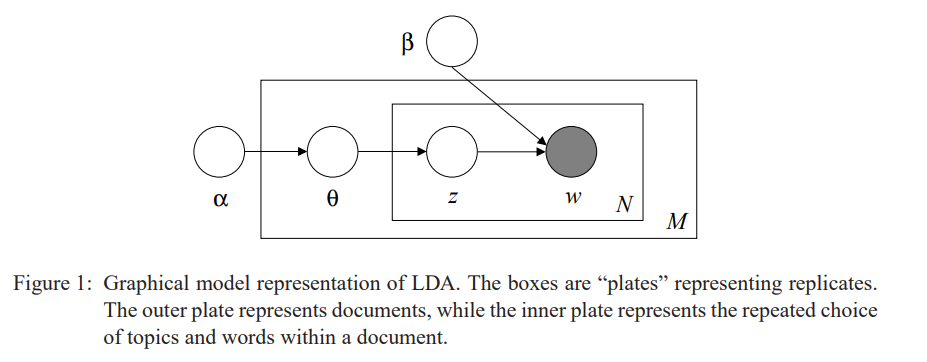 β
α
θ
z
w
N
M
Figure 1: Graphical model representation of LDA. The boxes are “plates” representing replicates.
The outer plate represents documents, while the inner plate represents the repeated choice
of topics and words within a document.